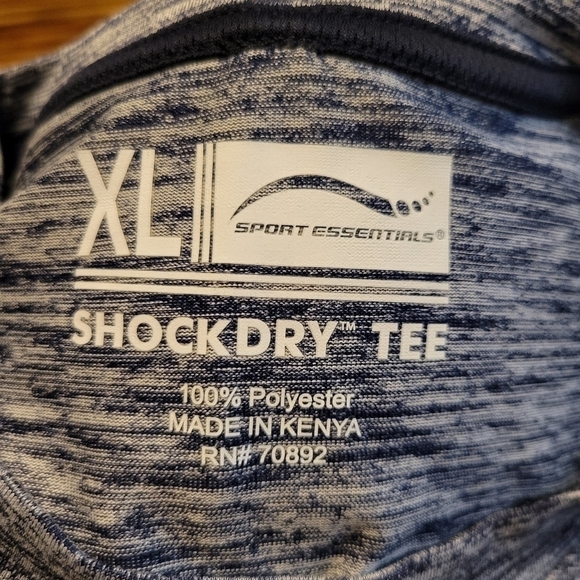 XL
SPORT ESSENTIALS®
SHOCKDRY™ TEE
100% Polyester
MADE IN KENYA
RN# 70892